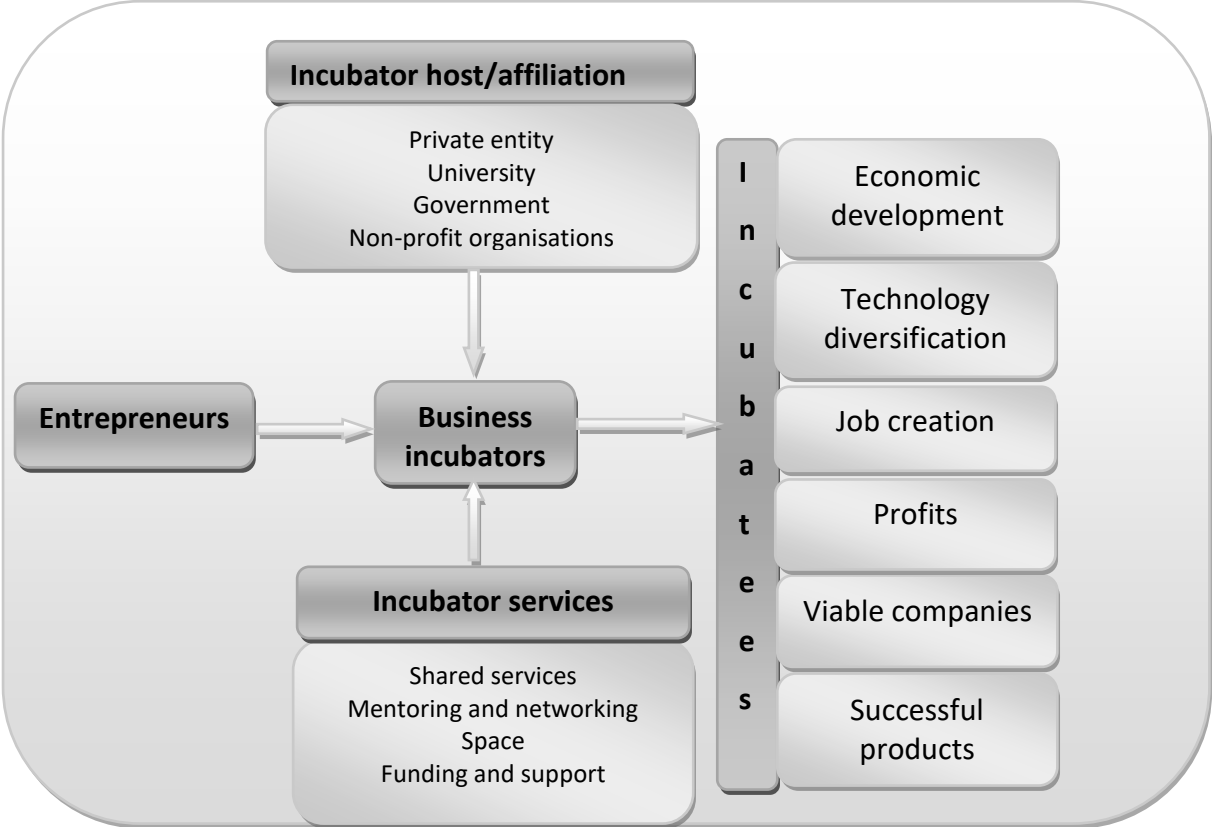 Incubator host/affiliation
Private entity
University
Government
Non-profit organisations
Entrepreneurs
Business
incubators
Incubator services
Shared services
Mentoring and networking
Space
Funding and support
I
n
c
u
b
a
t
e
e
s
Economic
development
Technology
diversification
Job creation
Profits
Viable companies
Successful
products